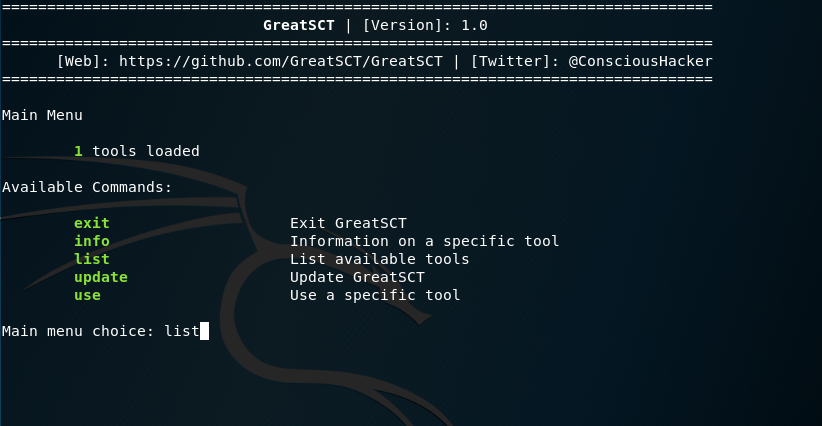 ===============================================================================
GreatSCT | [Version]: 1.0
===============================================================================
[Web]: https://github.com/GreatSCT/GreatSCT | [Twitter]: @ConsciousHacker
===============================================================================
Main Menu
1 tools loaded
Available Commands:
exit Exit GreatSCT
info Information on a specific tool
list List available tools
update Update GreatSCT
use Use a specific tool
Main menu choice: list